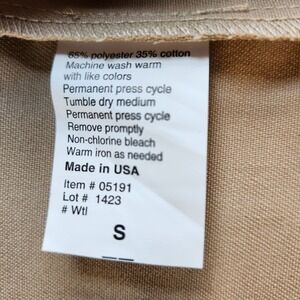 65% polyester 35% cotton
Machine wash warm
with like colors
Permanent press cycle
Tumble dry medium
Permanent press cycle
Remove promptly
Non-chlorine bleach
Warm iron as needed
Made in USA
Item # 05191
Lot # 1423
# Wtl
S